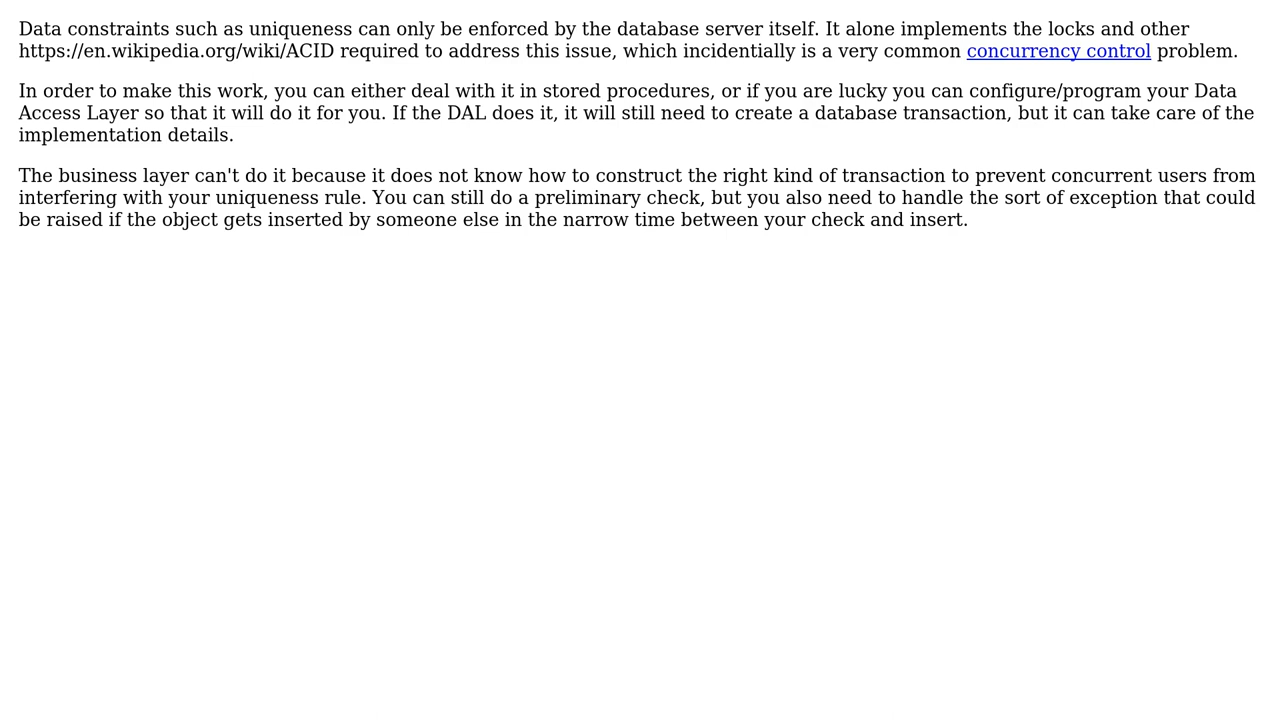 Data constraints such as uniqueness can only be enforced by the database server itself. It alone implements the locks and other
https://en.wikipedia.org/wiki/ACID required to address this issue, which incidentially is a very common concurrency control problem.
In order to make this work, you can either deal with it in stored procedures, or if you are lucky you can configure/program your Data
Access Layer so that it will do it for you. If the DAL does it, it will still need to create a database transaction, but it can take care of the
implementation details.
The business layer can't do it because it does not know how to construct the right kind of transaction to prevent concurrent users from
interfering with your uniqueness rule. You can still do a preliminary check, but you also need to handle the sort of exception that could
be raised if the object gets inserted by someone else in the narrow time between your check and insert.